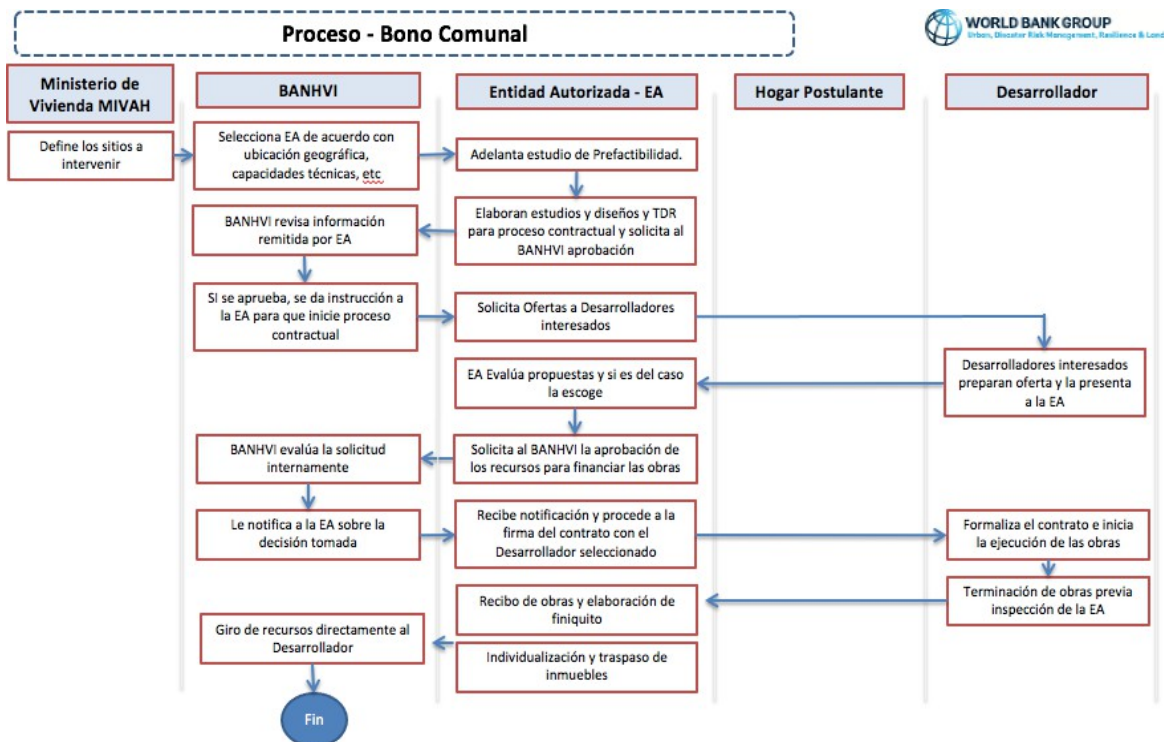 Proceso - Bono Comunal
WORLD BANK GROUP
Urban, Disaster Risk Management, Resilience & Land
Ministerio de
Vivienda MIVAH
BANHVI
Entidad Autorizada - EA
Hogar Postulante
Desarrollador
Define los sitios a
intervenir
Selecciona EA de acuerdo con
ubicación geográfica,
capacidades técnicas, etc
Adelanta estudio de Prefactibilidad.
BANHVI revisa información
remitida por EA
Elaboran estudios y diseños y TDR
para proceso contractual y solicita al
BANHVI aprobación
SI se aprueba, se da instrucción a
la EA para que inicie proceso
contractual
Solicita Ofertas a Desarrolladores
interesados
Desarrolladores interesados
preparan oferta y la presenta
a la EA
EA Evalúa propuestas y si es del caso
la escoge
BANHVI evalúa la solicitud
internamente
Solicita al BANHVI la aprobación de
los recursos para financiar las obras
Le notifica a la EA sobre la
decisión tomada
Recibe notificación y procede a la
firma del contrato con el
Desarrollador seleccionado
Formaliza el contrato e inicia
la ejecución de las obras
Terminación de obras previa
inspección de la EA
Recibo de obras y elaboración de
finiquito
Giro de recursos directamente al
Desarrollador
Individualización y traspaso de
inmuebles
Fin